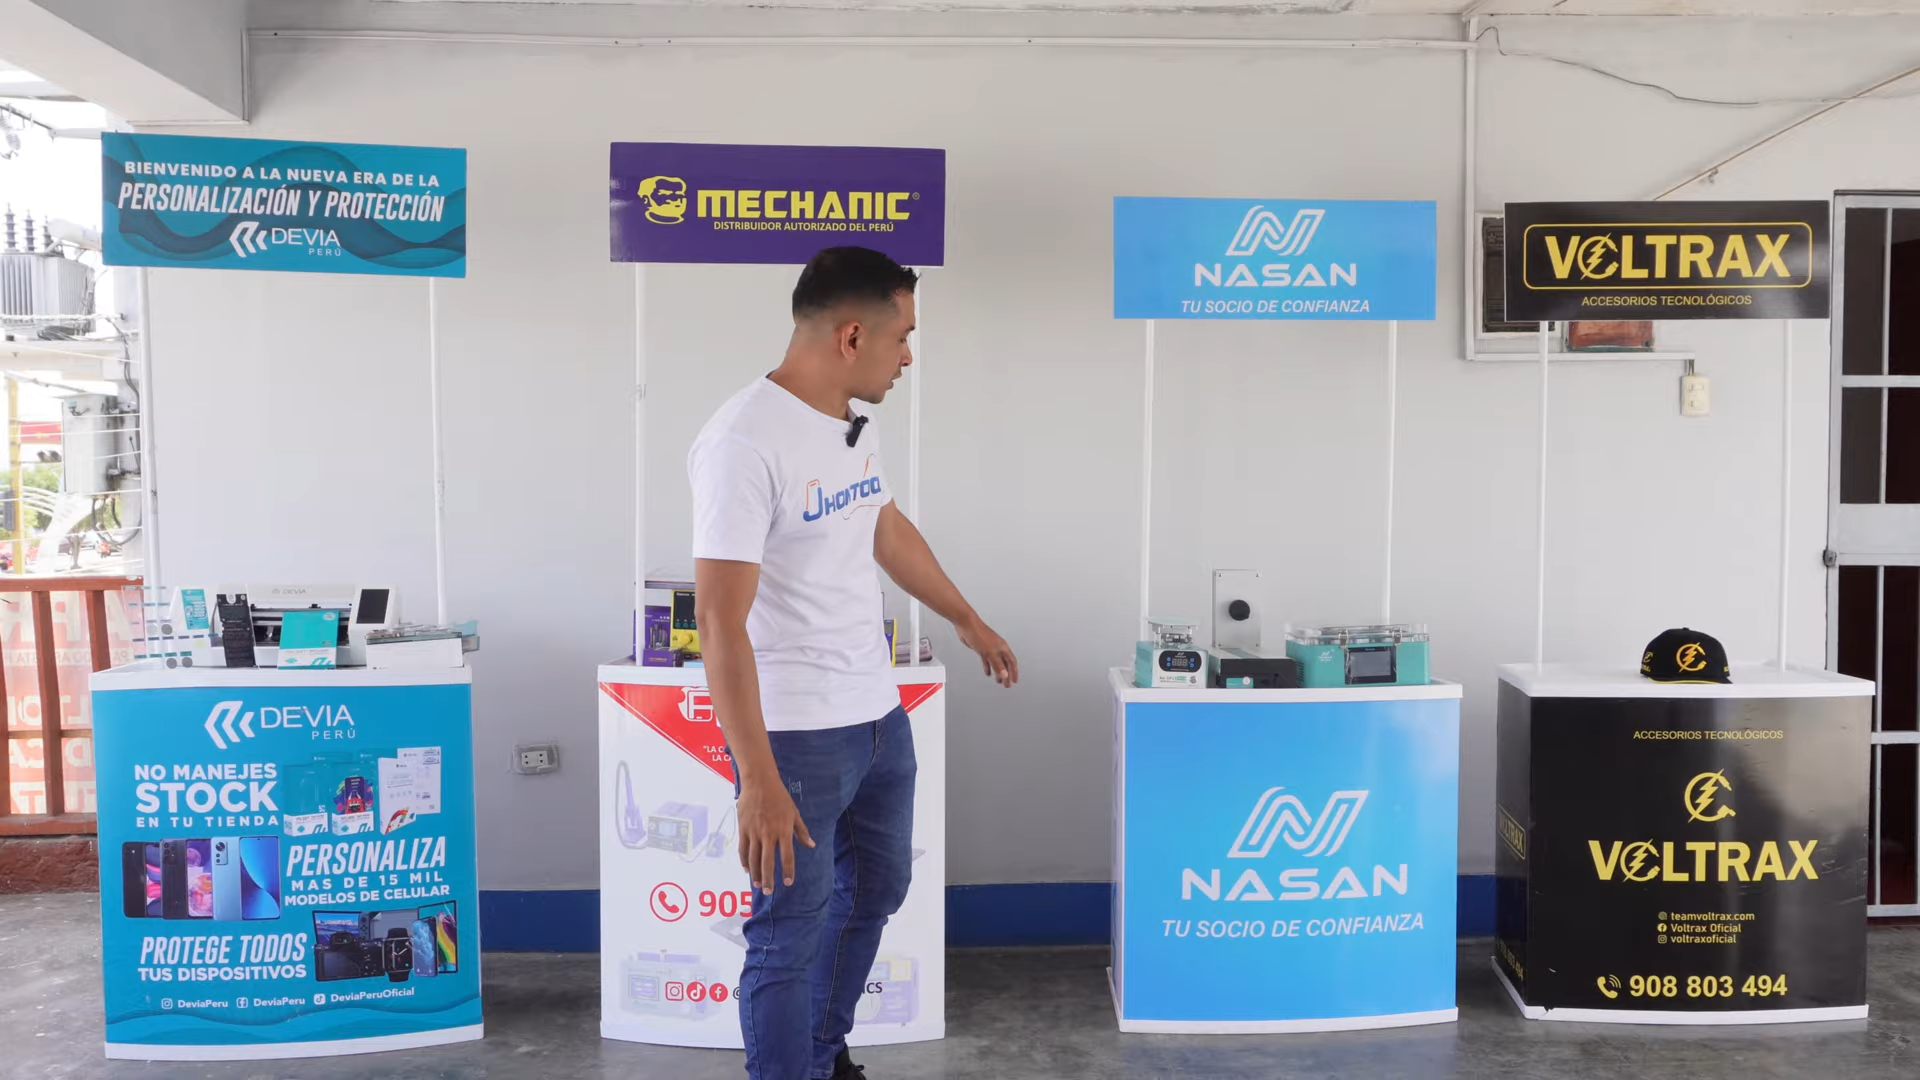 BIENVENIDO A LA NUEVA ERA DE LA
PERSONALIZACIÓN Y PROTECCIÓN
DEVIA
PERÚ
MECHANIC®
DISTRIBUIDOR AUTORIZADO DEL PERÚ
NASAN
TU SOCIO DE CONFIANZA
VOLTRAX
ACCESORIOS TECNOLÓGICOS
DEVIA
DEVIA
PERÚ
NO MANEJES
STOCK
EN TU TIENDA
PERSONALIZA
MAS DE 15 MIL
MODELOS DE CELULAR
PROTEGE TODOS
TUS DISPOSITIVOS
DeviaPeru
DeviaPeru
DeviaPeruOficial
905
NASAN
TU SOCIO DE CONFIANZA
ACCESORIOS TECNOLÓGICOS
VOLTRAX
teamvoltrax.com
Voltrax Oficial
voltraxoficial
908 803 494